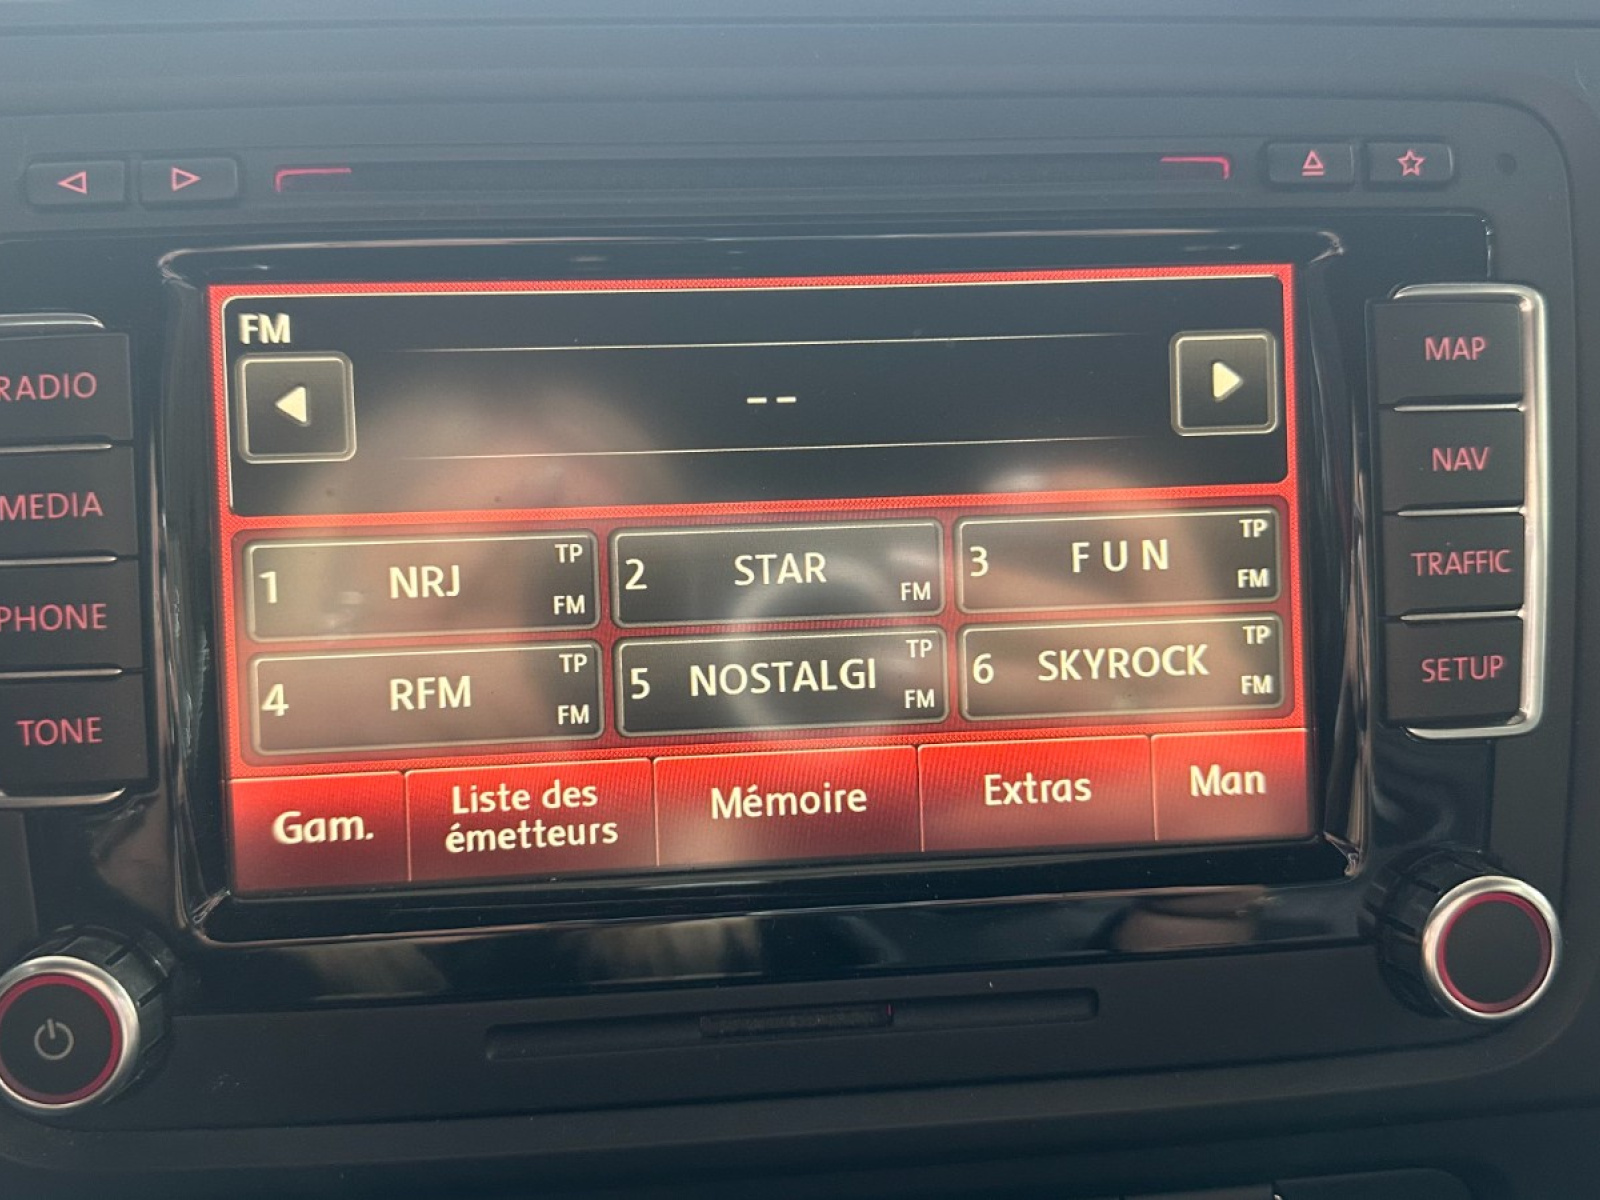 FM
--
RADIO
MEDIA
PHONE
TONE
1 NRJ TP FM
2 STAR FM
3 F U N TP FM
4 RFM TP FM
5 NOSTALGI TP FM
6 SKYROCK TP FM
Gam.
Liste des
émetteurs
Mémoire
Extras
Man
MAP
NAV
TRAFFIC
SETUP